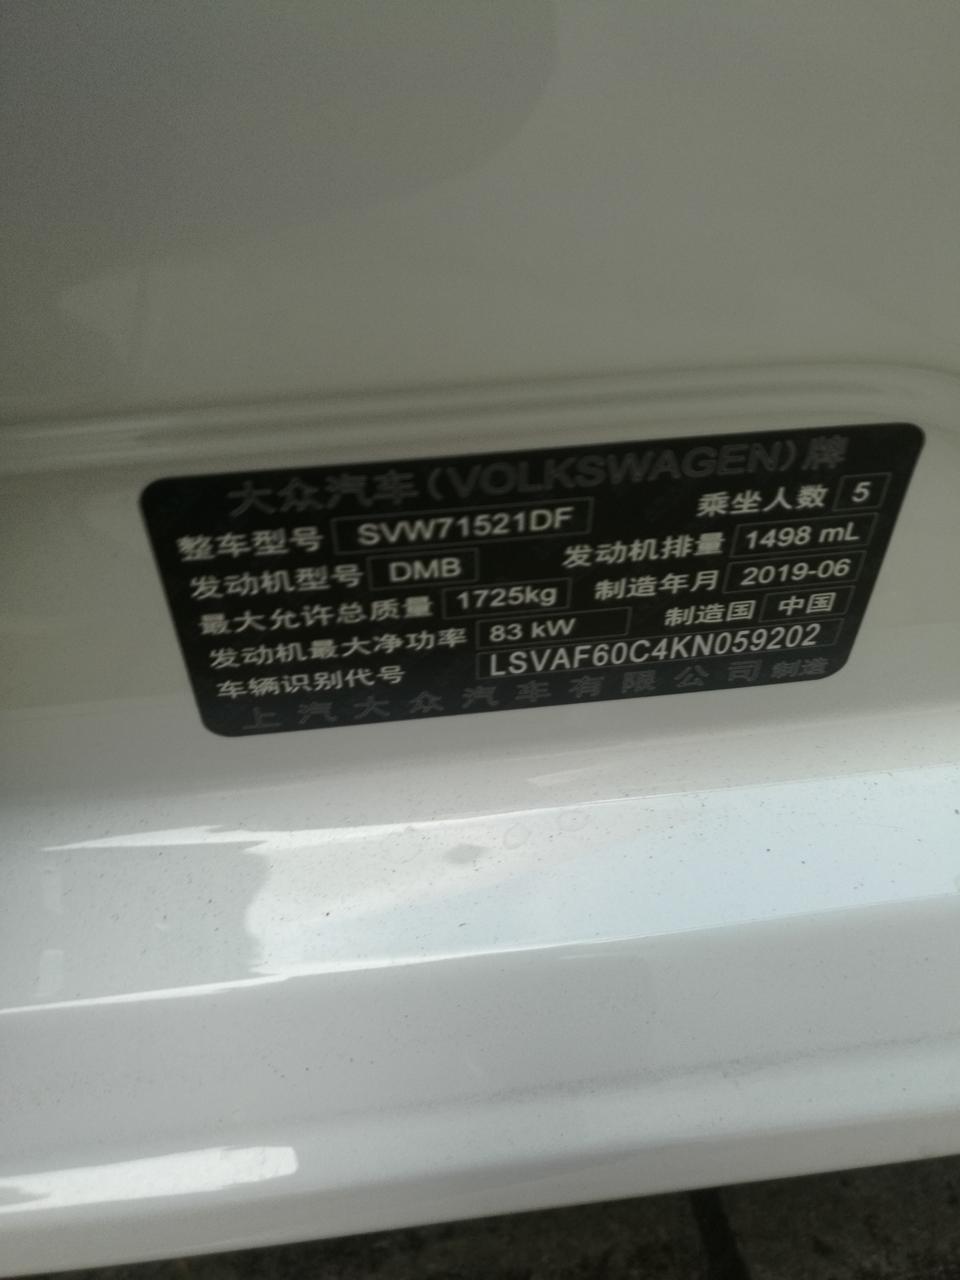 大众汽车(VOLKSWAGEN)牌
整车型号 SVW71521DF 乘坐人数 5
发动机型号 DMB 发动机排量 1498 mL
最大允许总质量 1725kg 制造年月 2019-06
发动机最大净功率 83 kW 制造国 中国
车辆识别代号 LSVAF60C4KN059202
上汽大众汽车有限公司制造